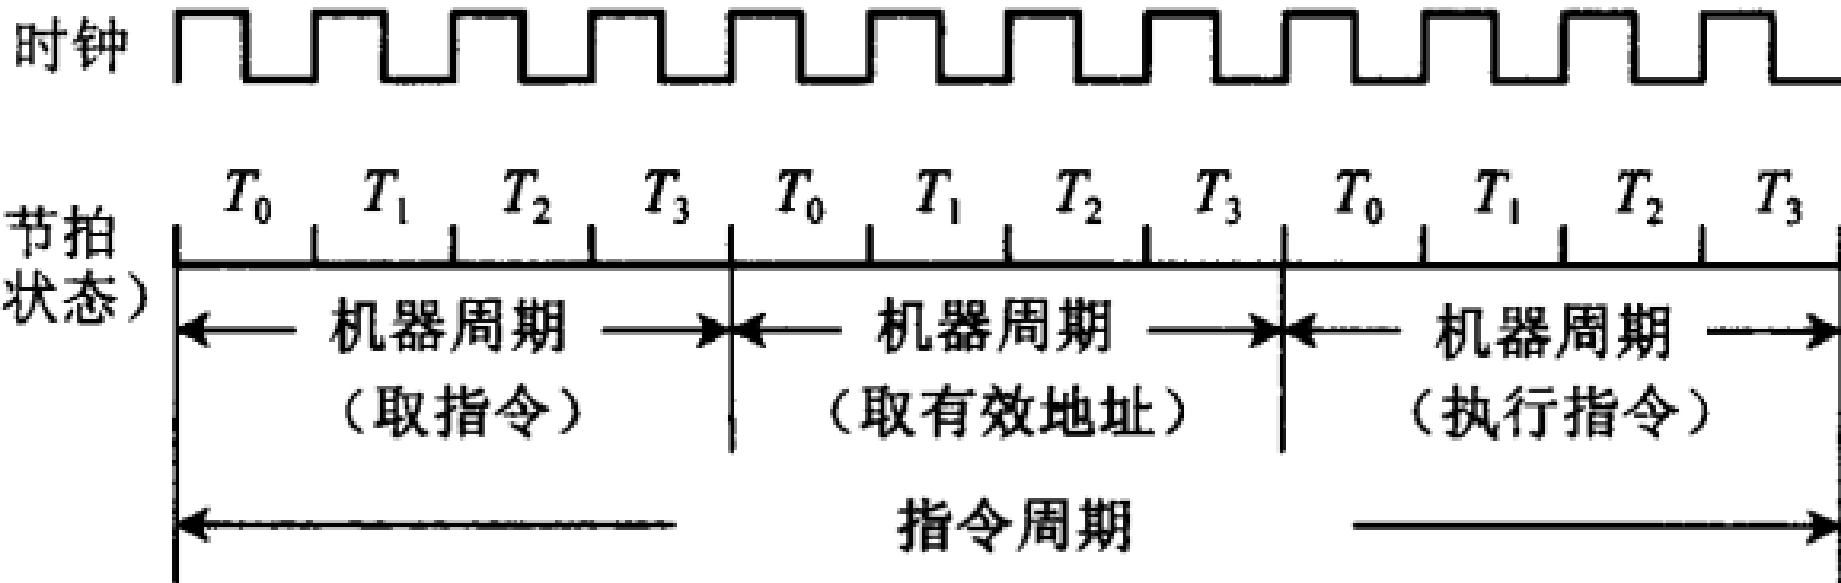 时钟
T0 T1 T2 T3 T0 T1 T2 T3 T0 T1 T2 T3
节拍
状态）
机器周期 机器周期 机器周期
（取指令） （取有效地址） （执行指令）
指令周期